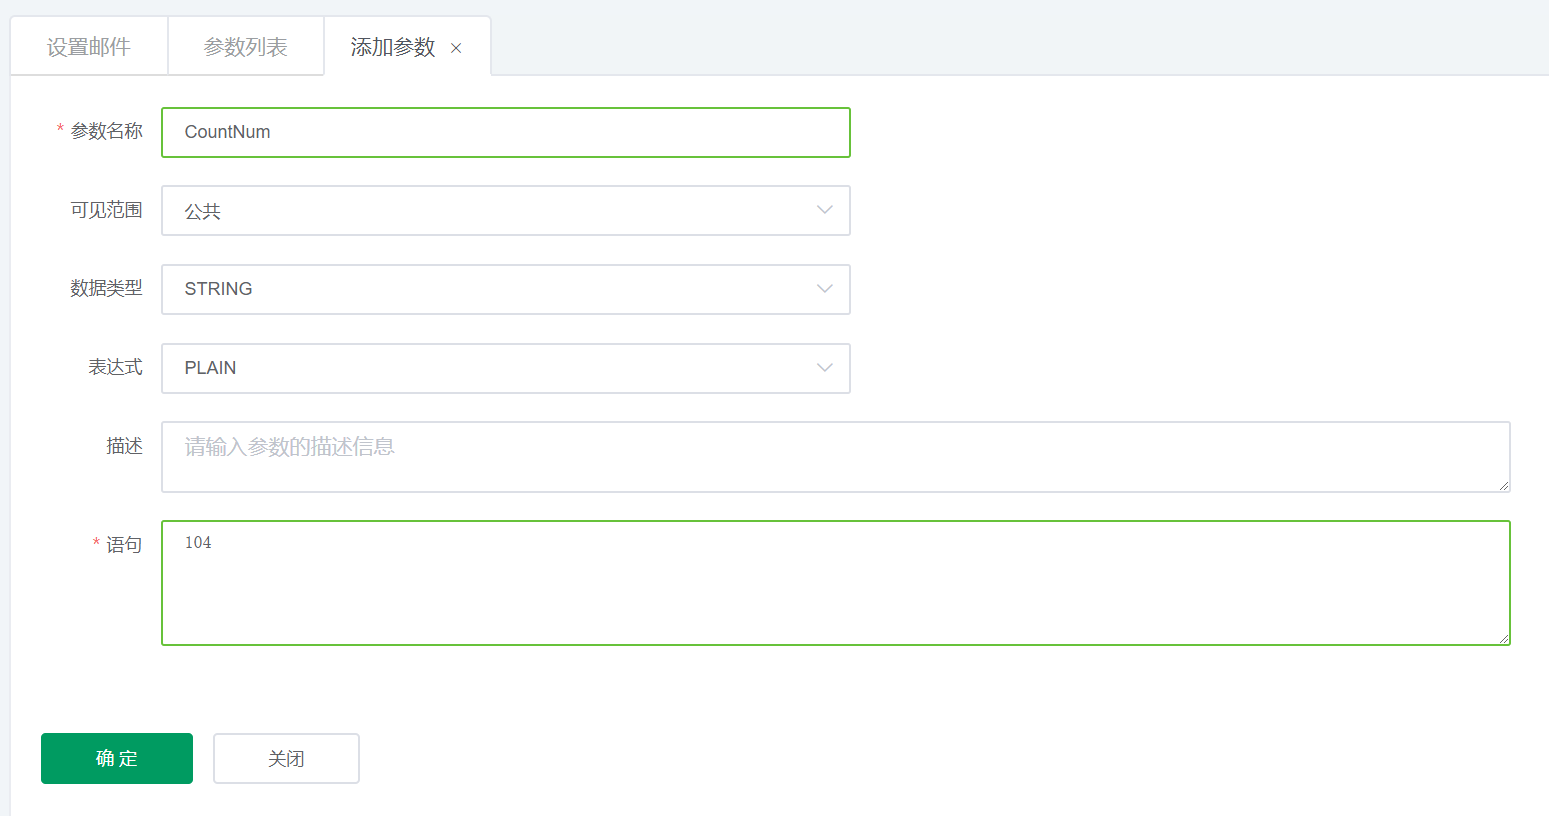 设置邮件
参数列表
添加参数 ×
* 参数名称
CountNum
可见范围
公共
数据类型
STRING
表达式
PLAIN
描述
请输入参数的描述信息
* 语句
104
确 定
关闭